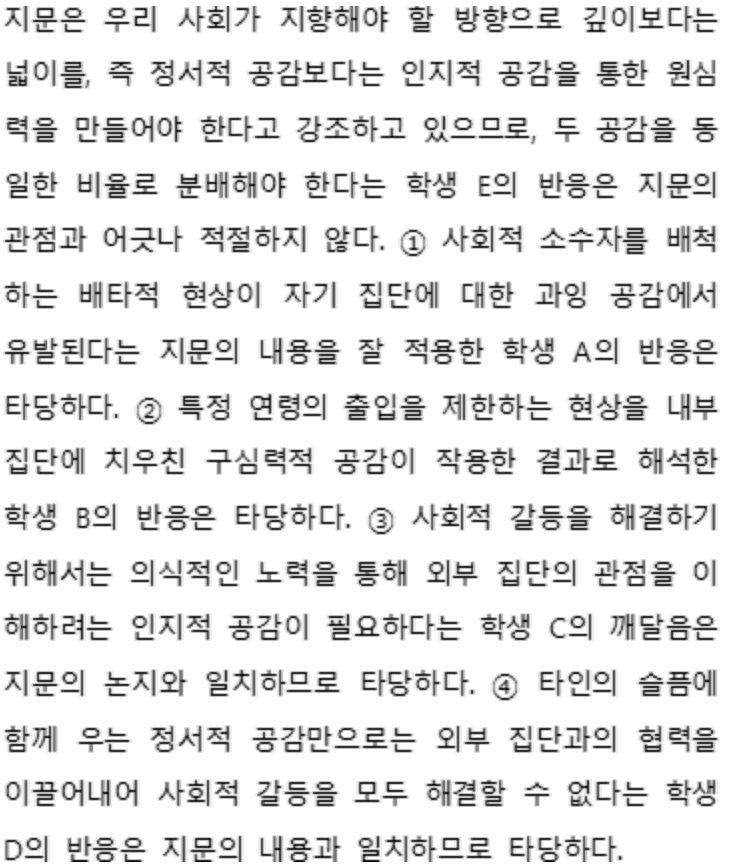 지문은 우리 사회가 지향해야 할 방향으로 깊이보다는
넓이를, 즉 정서적 공감보다는 인지적 공감을 통한 원심
력을 만들어야 한다고 강조하고 있으므로, 두 공감을 동
일한 비율로 분배해야 한다는 학생 E의 반응은 지문의
관점과 어긋나 적절하지 않다. ① 사회적 소수자를 배척
하는 배타적 현상이 자기 집단에 대한 과잉 공감에서
유발된다는 지문의 내용을 잘 적용한 학생 A의 반응은
타당하다. ② 특정 연령의 출입을 제한하는 현상을 내부
집단에 치우친 구심력적 공감이 작용한 결과로 해석한
학생 B의 반응은 타당하다. ③ 사회적 갈등을 해결하기
위해서는 의식적인 노력을 통해 외부 집단의 관점을 이
해하려는 인지적 공감이 필요하다는 학생 C의 깨달음은
지문의 논지와 일치하므로 타당하다. ④ 타인의 슬픔에
함께 우는 정서적 공감만으로는 외부 집단과의 협력을
이끌어내어 사회적 갈등을 모두 해결할 수 없다는 학생
D의 반응은 지문의 내용과 일치하므로 타당하다.